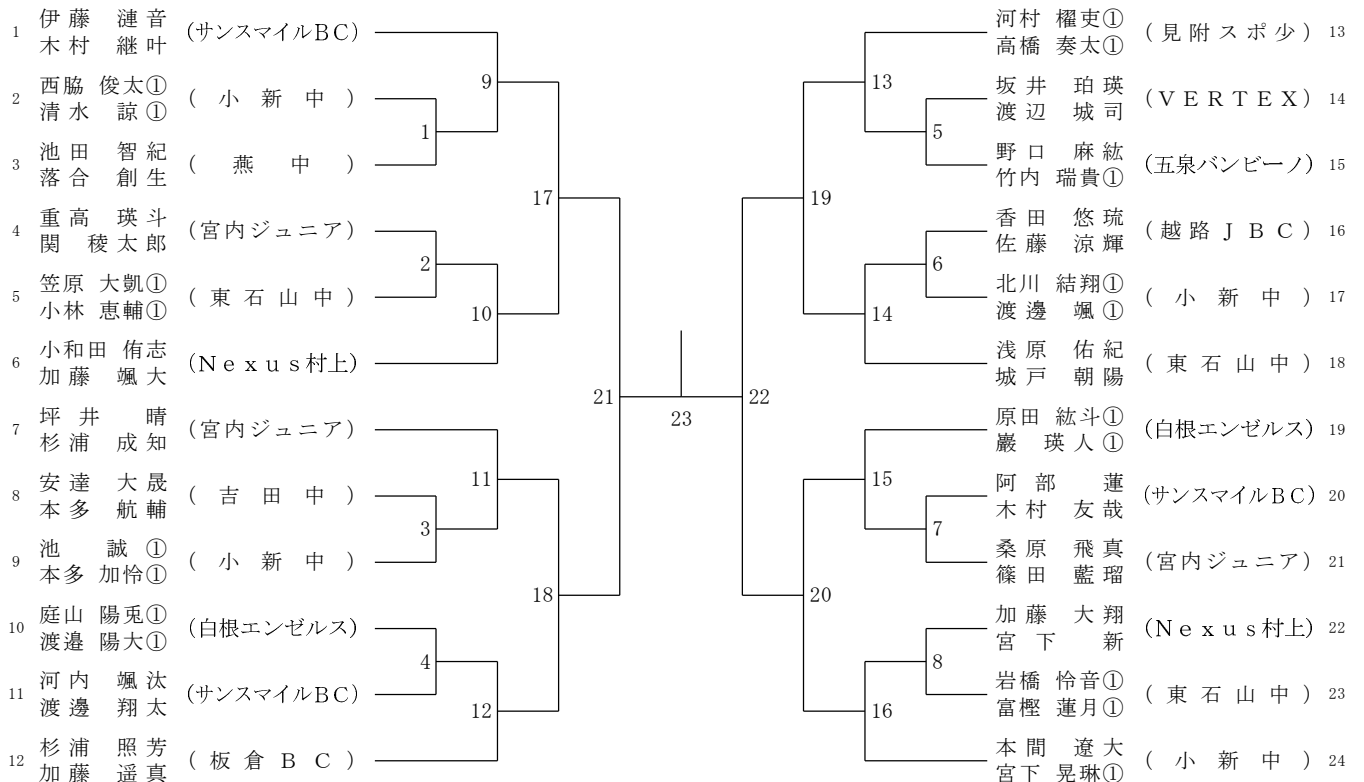 1 伊藤 漣音 (サンスマイルBC)
木村 継叶
2 西脇 俊太① (小新中)
清水 諒①
3 池田 智紀 (燕中)
落合 創生
4 重高 瑛斗 (宮内ジュニア)
関 稜太郎
5 笠原 大凱① (東石山中)
小林 恵輔①
6 小和田 侑志 (Nexus村上)
加藤 颯大
7 坪井 晴 (宮内ジュニア)
杉浦 成知
8 安達 大晟 (吉田中)
本多 航輔
9 池 誠① (小新中)
本多 加怜①
10 庭山 陽兎① (白根エンゼルス)
渡邉 陽大①
11 河内 颯汰 (サンスマイルBC)
渡邊 翔太
12 杉浦 照芳 (板倉BC)
加藤 遥真
9
1
17
2
10
21
11
3
18
4
12
23
22
13
5
19
6
14
15
7
20
8
16
河村 櫂吏① (見附スポ少) 13
高橋 奏太①
坂井 珀瑛 (VERTEX) 14
渡辺 城司
野口 麻紘 (五泉バンビーノ) 15
竹内 瑞貴①
香田 悠琉 (越路JBC) 16
佐藤 涼輝
北川 結翔① (小新中) 17
渡邊 颯①
浅原 佑紀 (東石山中) 18
城戸 朝陽
原田 紘斗① (白根エンゼルス) 19
巖 瑛人①
阿部 蓮 (サンスマイルBC) 20
木村 友哉
桑原 飛真 (宮内ジュニア) 21
篠田 藍瑠
加藤 大翔 (Nexus村上) 22
宮下 新
岩橋 怜音① (東石山中) 23
富樫 蓮月①
本間 遼大 (小新中) 24
宮下 晃琳①